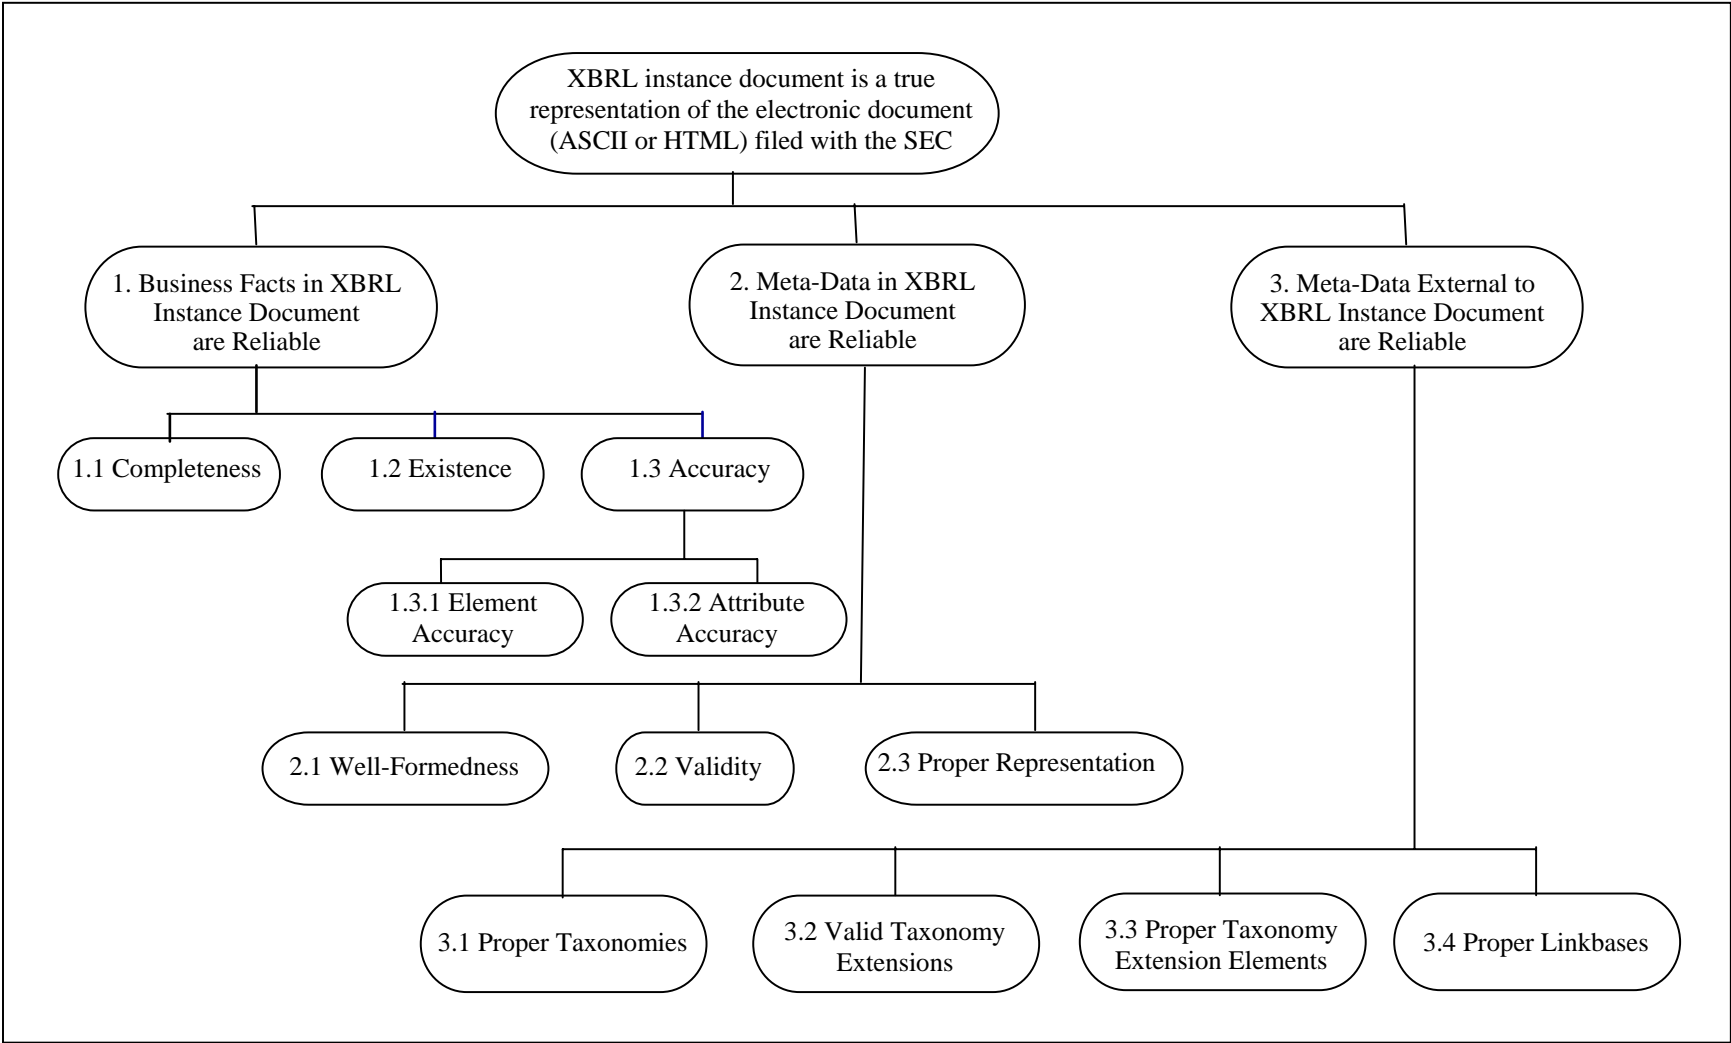 XBRL instance document is a true
representation of the electronic document
(ASCII or HTML) filed with the SEC
1. Business Facts in XBRL
Instance Document
are Reliable
2. Meta-Data in XBRL
Instance Document
are Reliable
3. Meta-Data External to
XBRL Instance Document
are Reliable
1.1 Completeness
1.2 Existence
1.3 Accuracy
1.3.1 Element
Accuracy
1.3.2 Attribute
Accuracy
2.1 Well-Formedness
2.2 Validity
2.3 Proper Representation
3.1 Proper Taxonomies
3.2 Valid Taxonomy
Extensions
3.3 Proper Taxonomy
Extension Elements
3.4 Proper Linkbases